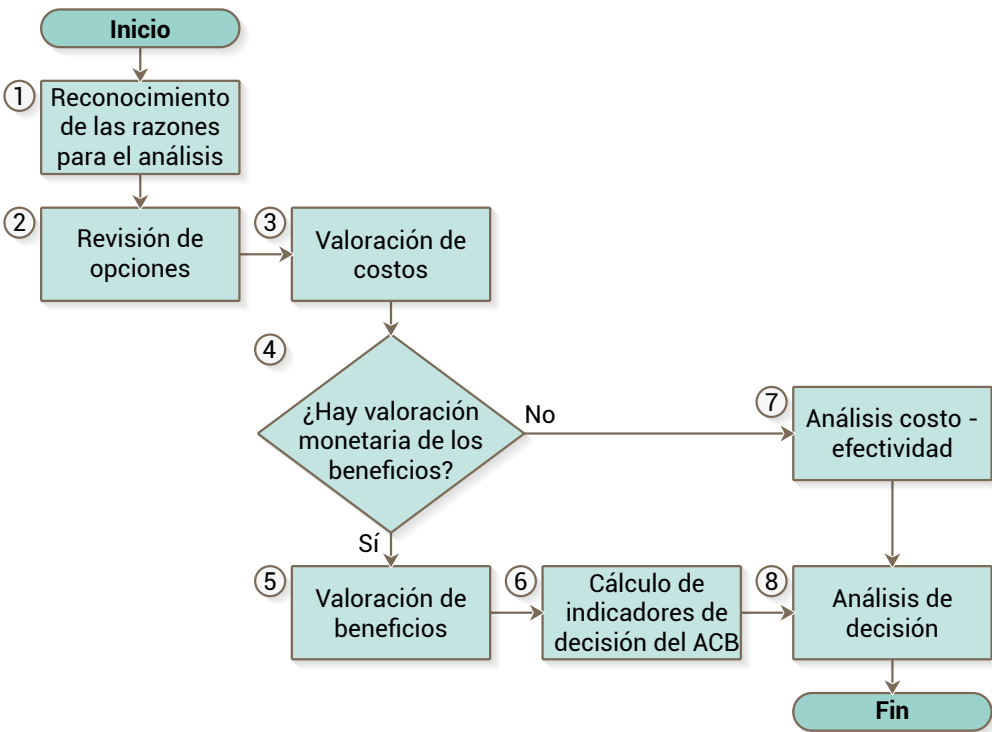 Inicio
1
Reconocimiento
de las razones
para el análisis
2
Revisión de
opciones
3
Valoración de
costos
4
¿Hay valoración
monetaria de los
beneficios?
No
Sí
5
Valoración de
beneficios
6
Cálculo de
indicadores de
decisión del ACB
7
Análisis costo -
efectividad
8
Análisis de
decisión
Fin